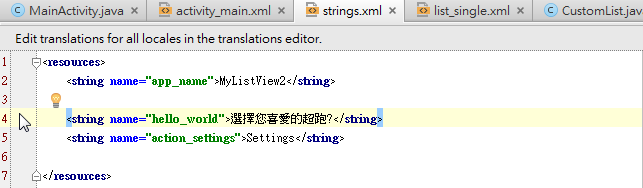 MainActivity.java activity_main.xml strings.xml list_single.xml CustomList.java
Edit translations for all locales in the translations editor.
1 <resources>
2 <string name="app_name">MyListView2</string>
3
4 <string name="hello_world">選擇您喜愛的超跑?</string>
5 <string name="action_settings">Settings</string>
6
7 </resources>